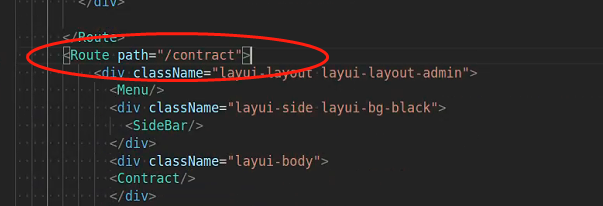 </div>
</Route>
<Route path="/contract">
<div className="layui-layout layui-layout-admin">
<Menu/>
<div className="layui-side layui-bg-black">
<SideBar/>
</div>
<div className="layui-body">
<Contract/>
</div>